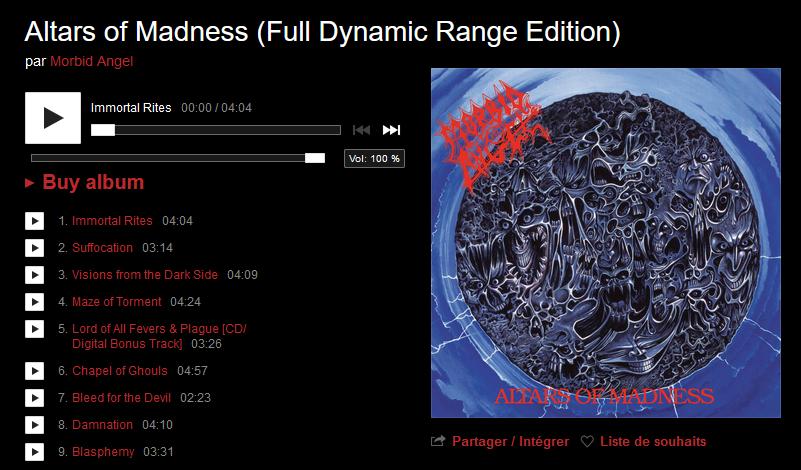 Altars of Madness (Full Dynamic Range Edition)
par Morbid Angel
Immortal Rites 00:00 / 04:04
Vol: 100 %
Buy album
1. Immortal Rites 04:04
2. Suffocation 03:14
3. Visions from the Dark Side 04:09
4. Maze of Torment 04:24
5. Lord of All Fevers & Plague [CD/
Digital Bonus Track] 03:26
6. Chapel of Ghouls 04:57
7. Bleed for the Devil 02:23
8. Damnation 04:10
9. Blasphemy 03:31
MORBID
ANGEL
ALTARS OF MADNESS
Partager / Intégrer
Liste de souhaits